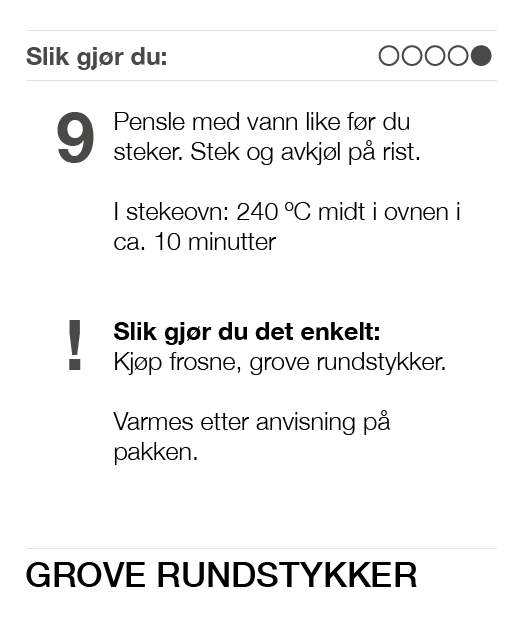 Slik gjør du:
9 Pensle med vann like før du
steker. Stek og avkjøl på rist.
I stekeovn: 240 ºC midt i ovnen i
ca. 10 minutter
! Slik gjør du det enkelt:
Kjøp frosne, grove rundstykker.
Varmes etter anvisning på
pakken.
GROVE RUNDSTYKKER